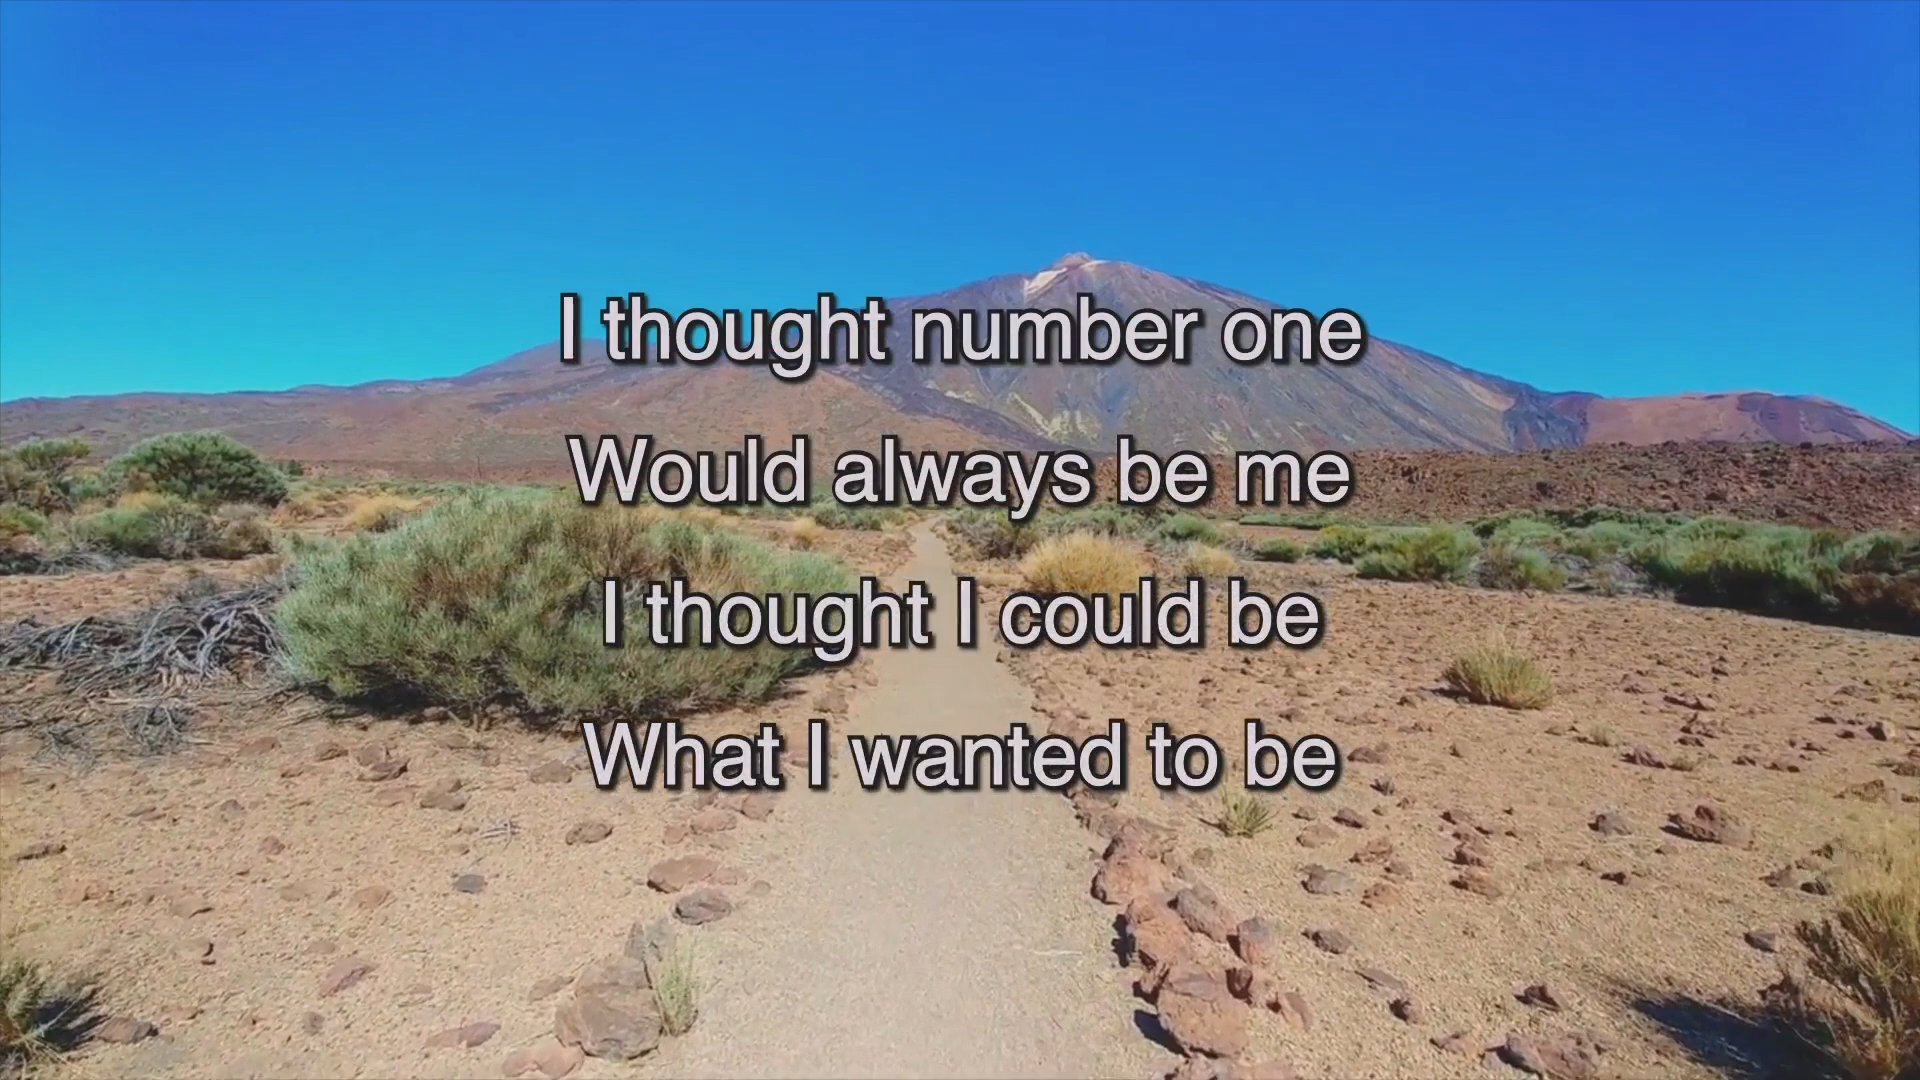 I thought number one
Would always be me
I thought I could be
What I wanted to be